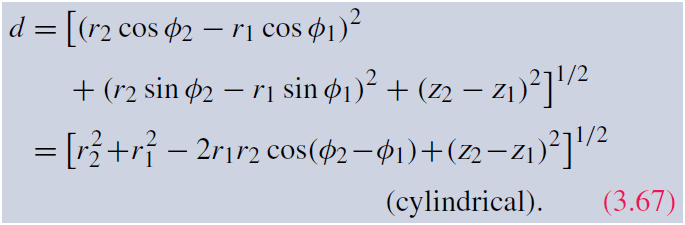 d = [(r₂ cos ϕ₂ − r₁ cos ϕ₁)²
+ (r₂ sin ϕ₂ − r₁ sin ϕ₁)² + (z₂ − z₁)²]^{1/2}
= [r₂²+r₁² − 2r₁r₂ cos(ϕ₂−ϕ₁)+(z₂−z₁)²]^{1/2}
(cylindrical). (3.67)